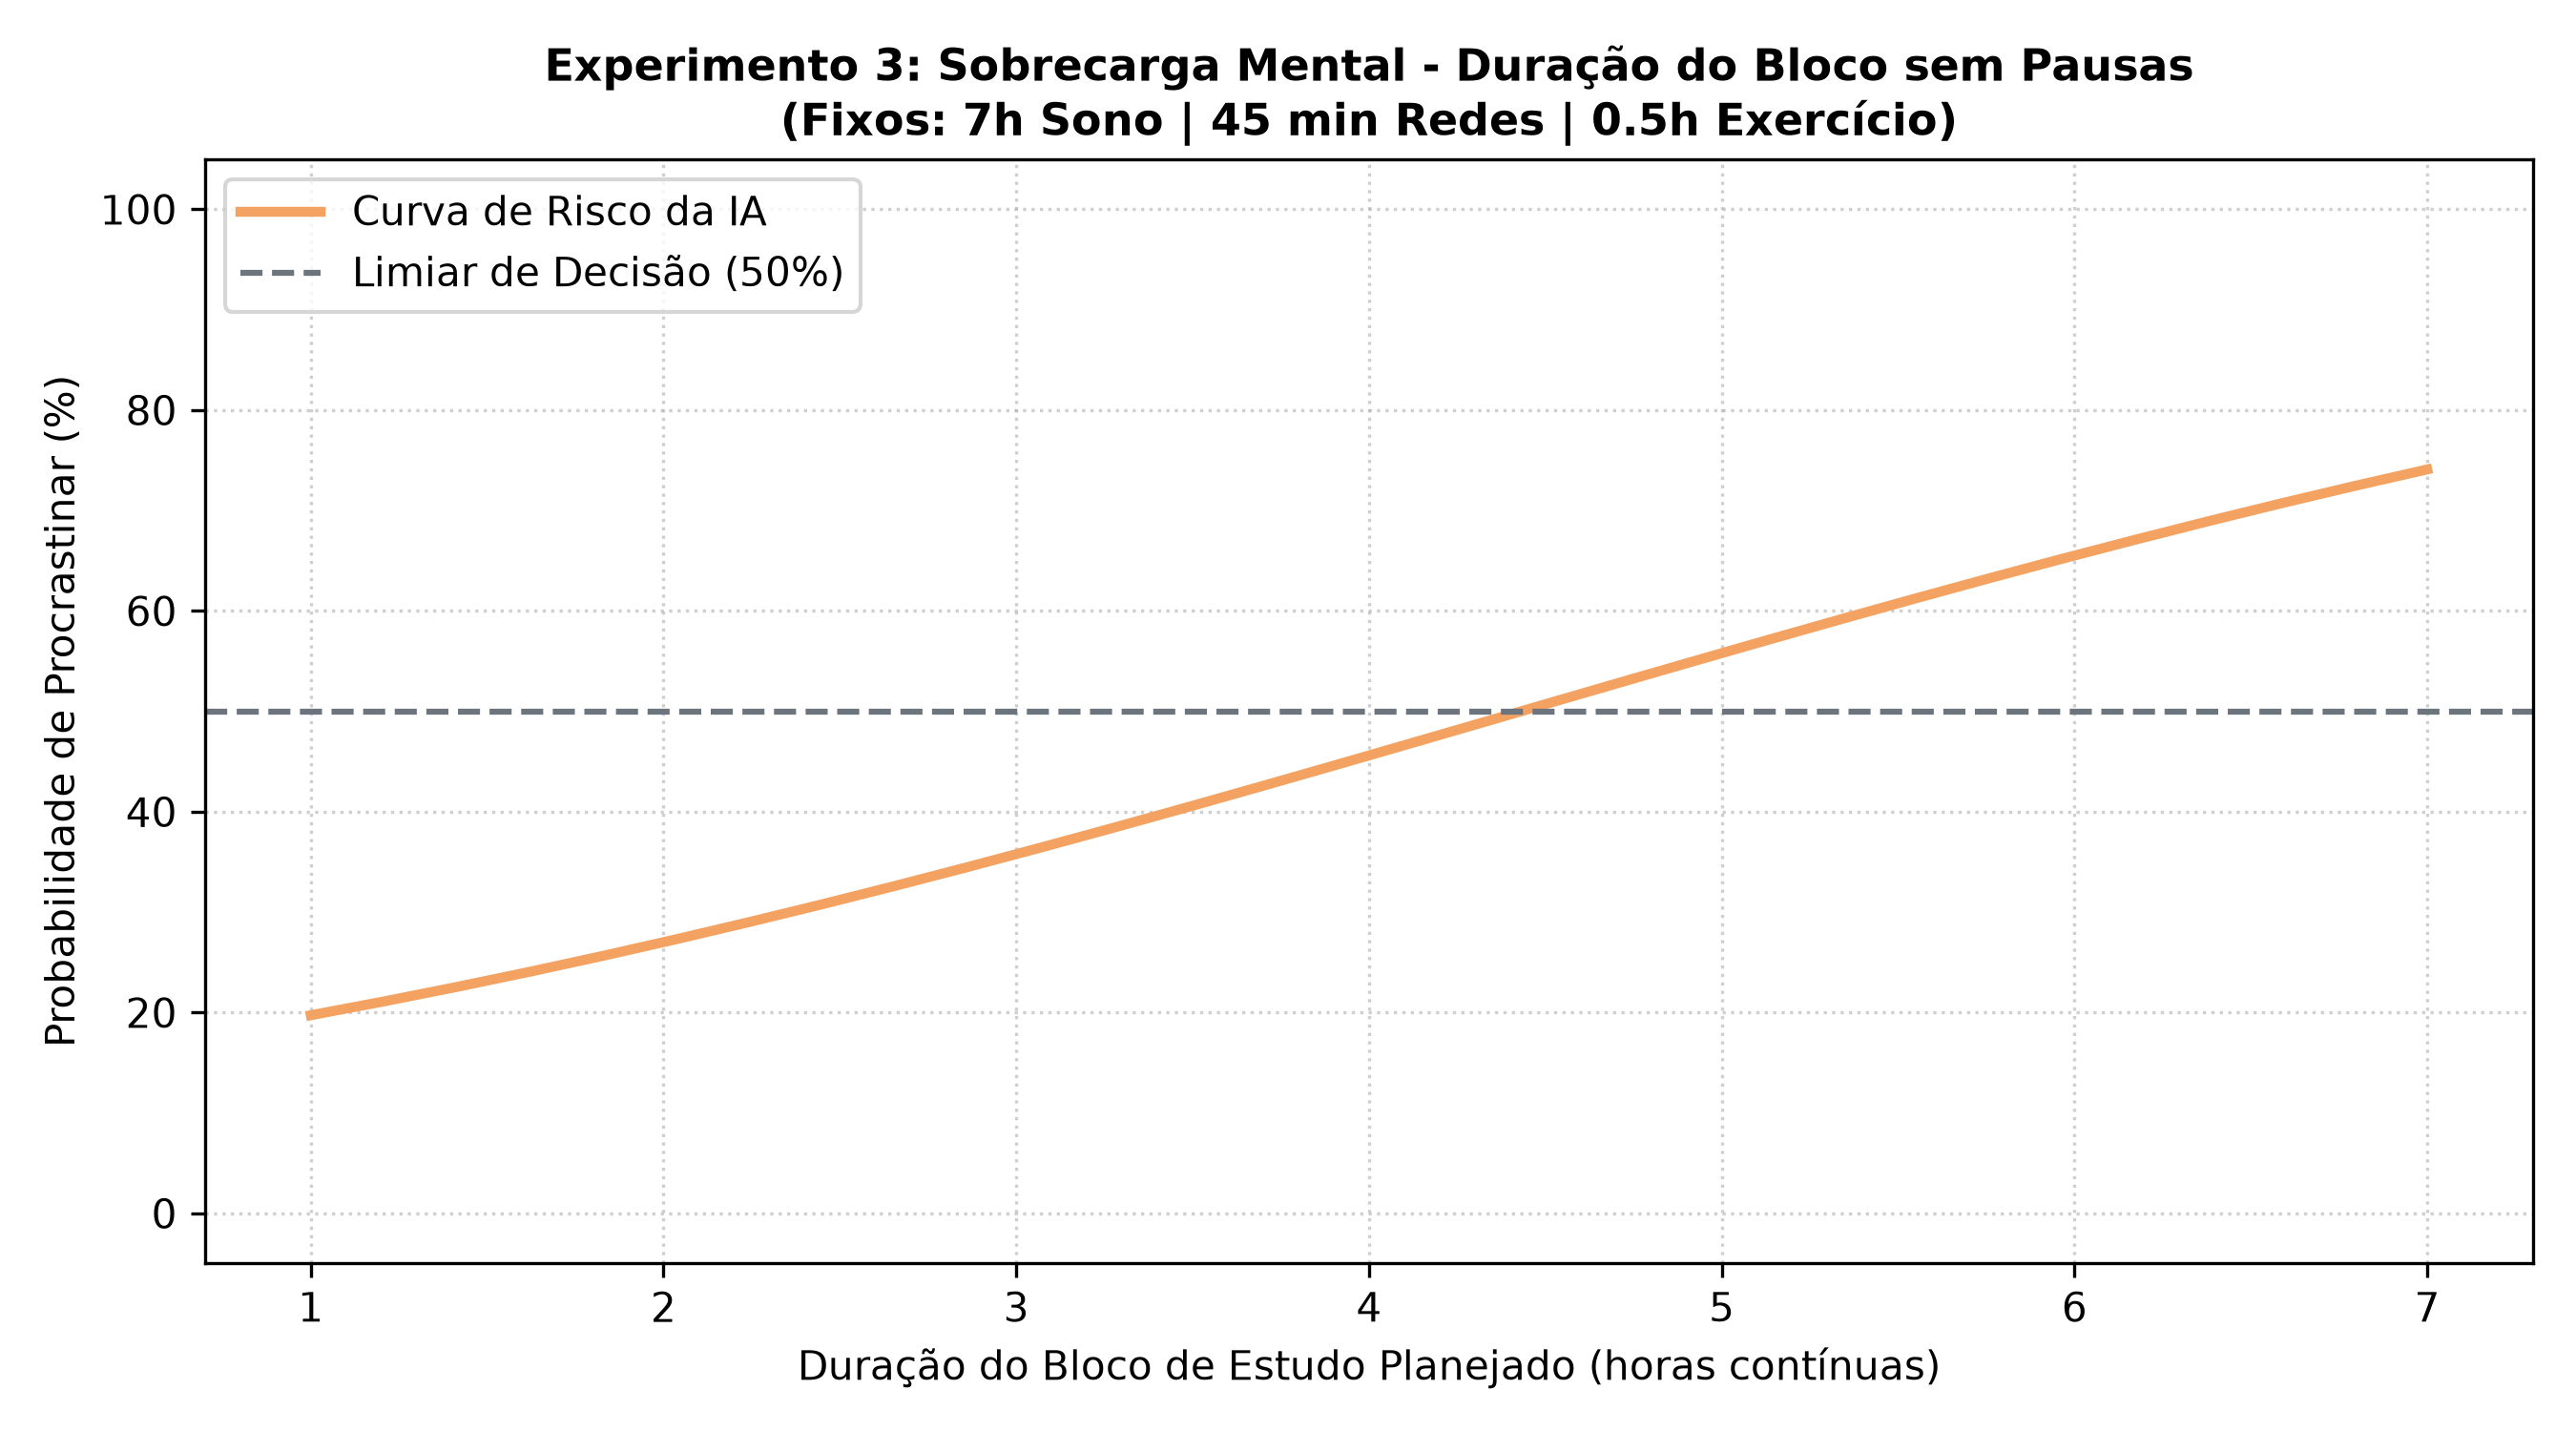 Experimento 3: Sobrecarga Mental - Duração do Bloco sem Pausas
(Fixos: 7h Sono | 45 min Redes | 0.5h Exercício)
Curva de Risco da IA
Limiar de Decisão (50%)
Probabilidade de Procrastinar (%)
100
80
60
40
20
0
1 2 3 4 5 6 7
Duração do Bloco de Estudo Planejado (horas contínuas)